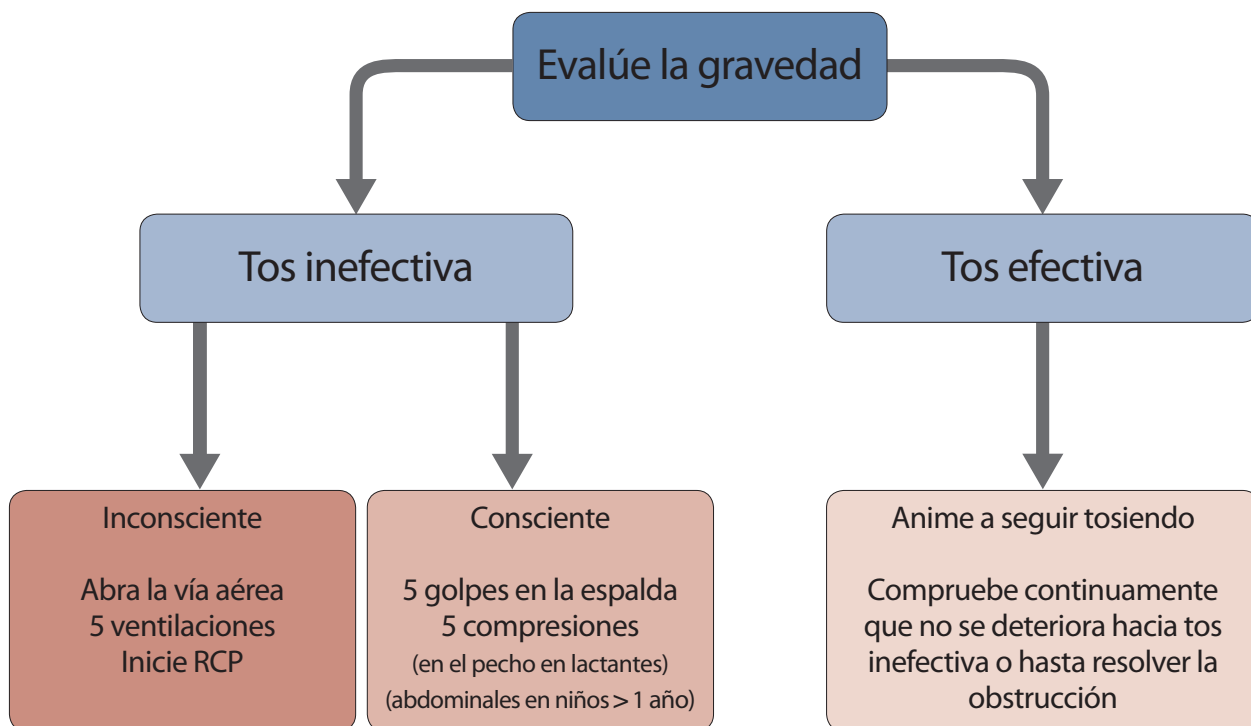 Evalúe la gravedad
Tos inefectiva
Tos efectiva
Inconsciente
Abra la vía aérea
5 ventilaciones
Inicie RCP
Consciente
5 golpes en la espalda
5 compresiones
(en el pecho en lactantes)
(abdominales en niños > 1 año)
Anime a seguir tosiendo
Compruebe continuamente
que no se deteriora hacia tos
inefectiva o hasta resolver la
obstrucción